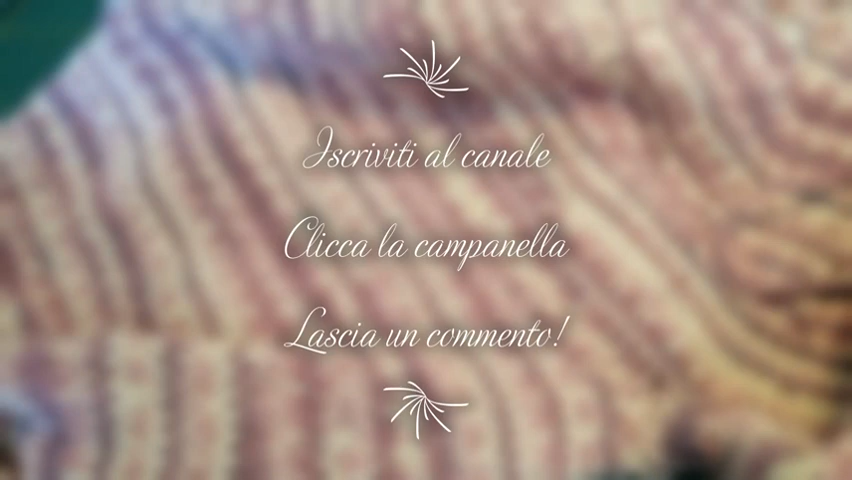 Iscriviti al canale
Clicca la campanella
Lascia un commento!